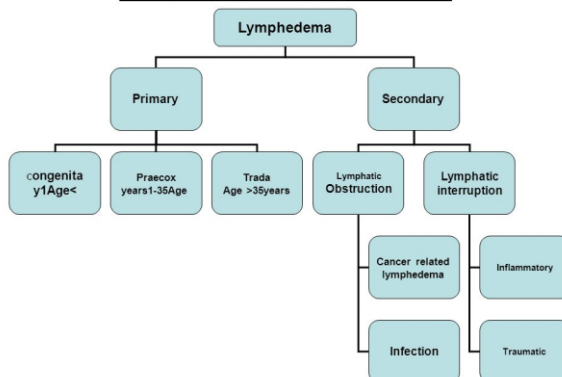 Lymphedema
Primary
Secondary
congenita
y1Age<
Praecox
years1-35Age
Trada
Age >35years
Lymphatic
Obstruction
Lymphatic
interruption
Cancer related
lymphedema
Inflammatory
Infection
Traumatic